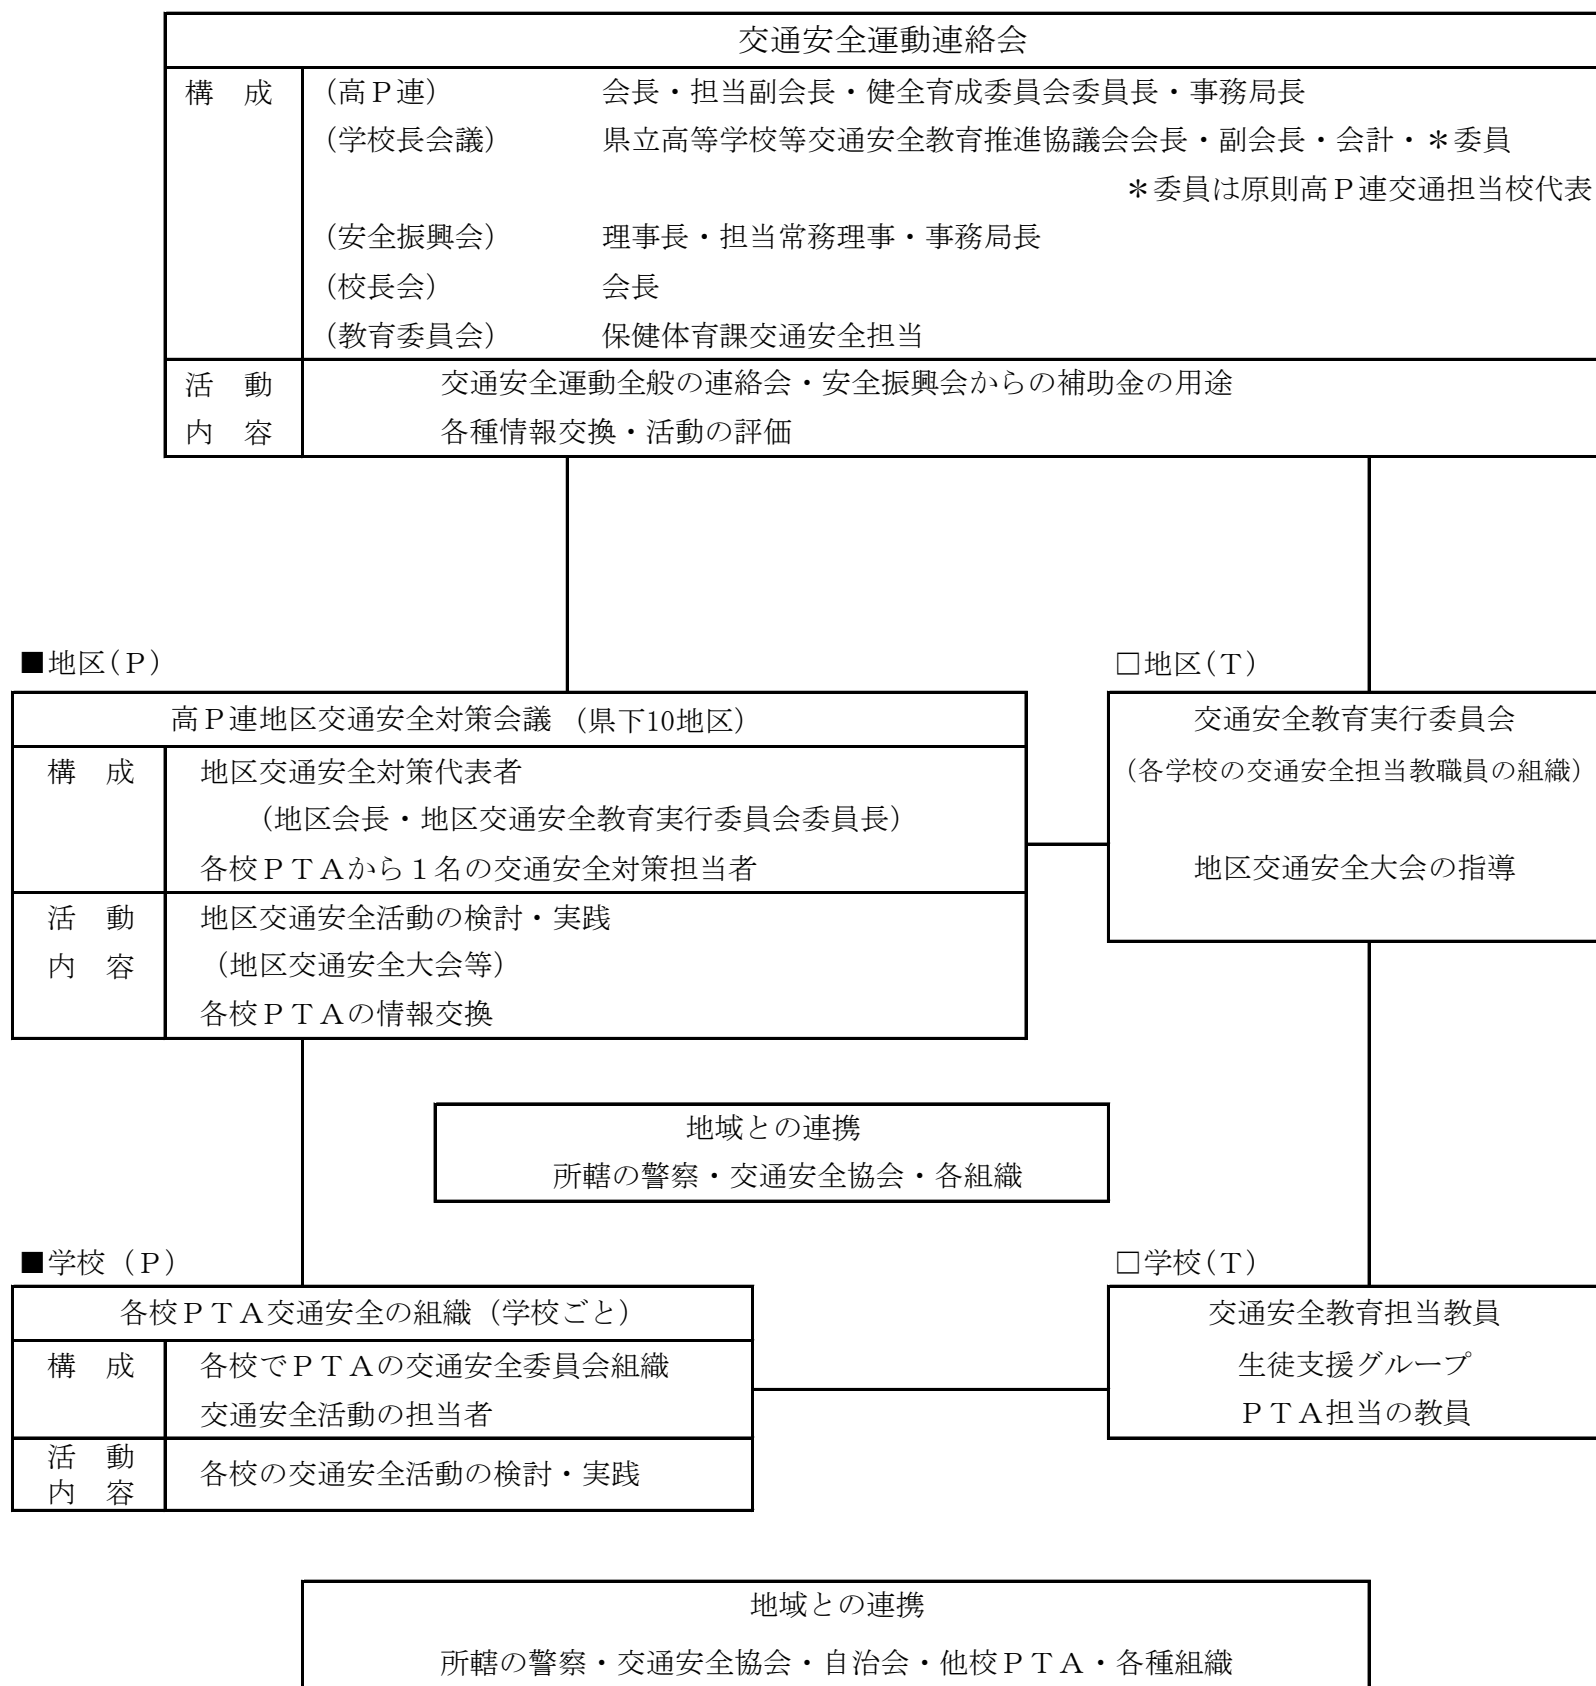 交通安全運動連絡会
構　成　（高Ｐ連）　会長・担当副会長・健全育成委員会委員長・事務局長
（学校長会議）　県立高等学校等交通安全教育推進協議会会長・副会長・会計・＊委員
＊委員は原則高Ｐ連交通担当校代表
（安全振興会）　理事長・担当常務理事・事務局長
（校長会）　会長
（教育委員会）　保健体育課交通安全担当
活　動　交通安全運動全般の連絡会・安全振興会からの補助金の用途
内　容　各種情報交換・活動の評価
■地区(Ｐ)
高Ｐ連地区交通安全対策会議（県下10地区）
構　成　地区交通安全対策代表者
（地区会長・地区交通安全教育実行委員会委員長）
各校ＰＴＡから１名の交通安全対策担当者
活　動　地区交通安全活動の検討・実践
内　容　（地区交通安全大会等）
各校ＰＴＡの情報交換
□地区(Ｔ)
交通安全教育実行委員会
（各学校の交通安全担当教職員の組織）
地区交通安全大会の指導
地域との連携
所轄の警察・交通安全協会・各組織
■学校（Ｐ）
各校ＰＴＡ交通安全の組織（学校ごと）
構　成　各校でＰＴＡの交通安全委員会組織
交通安全活動の担当者
活　動
内　容　各校の交通安全活動の検討・実践
□学校(Ｔ)
交通安全教育担当教員
生徒支援グループ
ＰＴＡ担当の教員
地域との連携
所轄の警察・交通安全協会・自治会・他校ＰＴＡ・各種組織